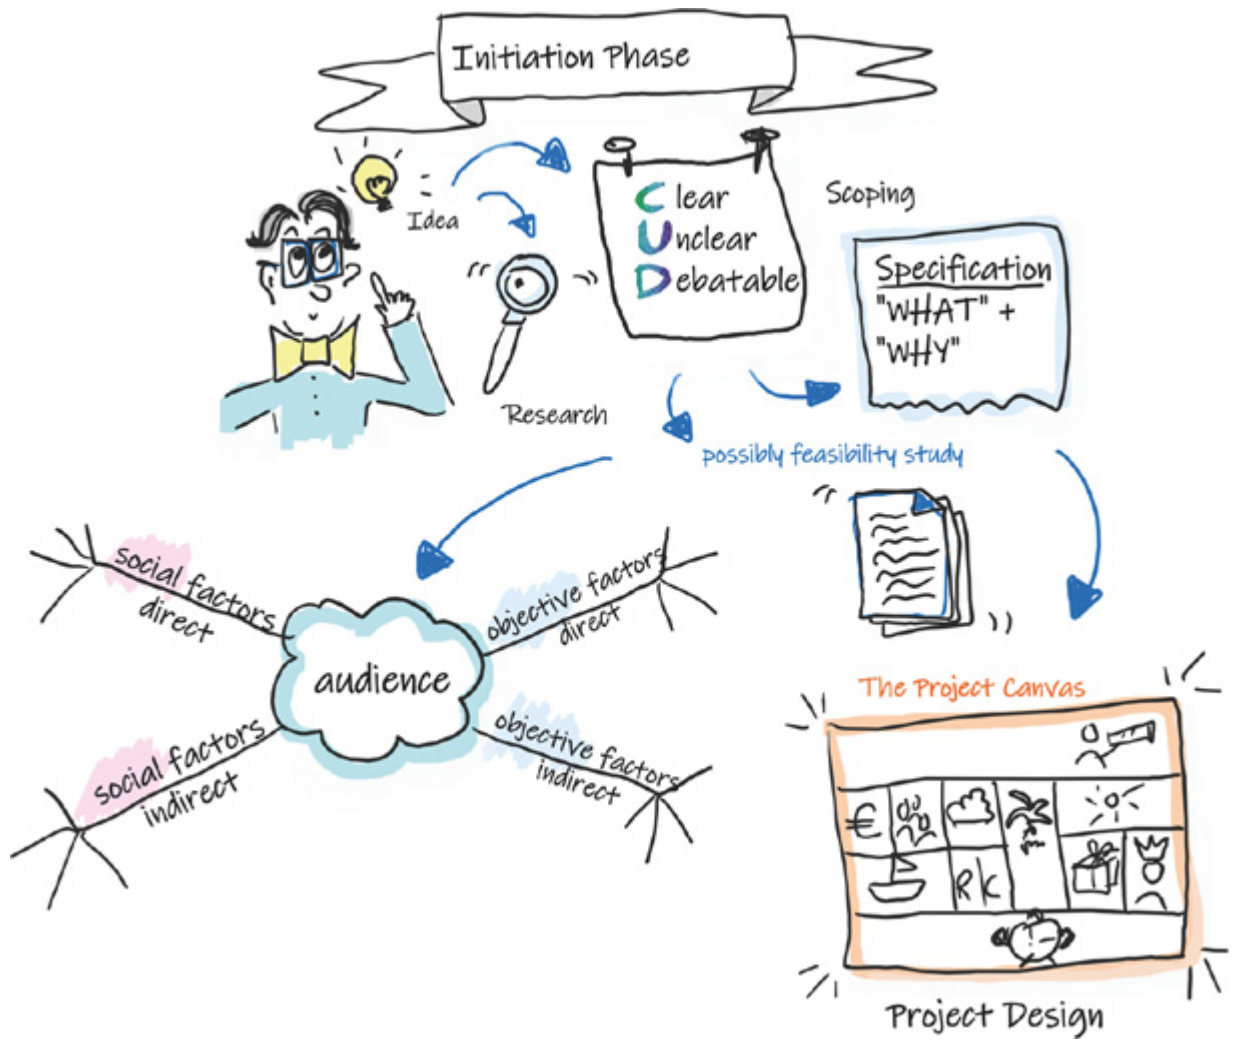 Initiation Phase
Idea
Clear
Unclear
Debatable
Scoping
Specification
"WHAT" +
"WHY"
Research
possibly feasibility study
social factors
direct
objective factors
direct
audience
social factors
indirect
objective factors
indirect
The Project Canvas
€
R K
Project Design